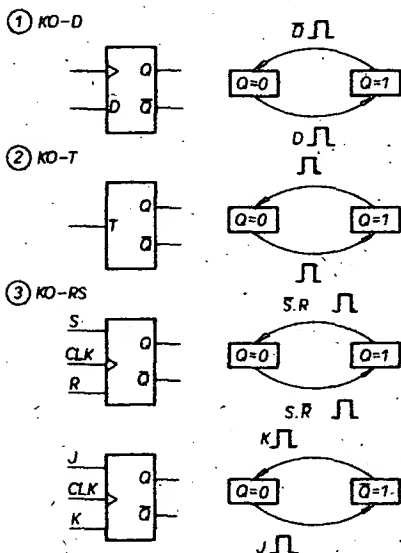 ① KO-D
D̅
Q
D
Q̅
Q=0
Q=1
D
② KO-T
Q
T
Q̅
Q=0
Q=1
③ KO-RS
S
CLK
R
Q
Q̅
S̅.R
Q=0
Q=1
S.R̅
J
CLK
K
Q
Q̅
K
Q=0
Q̅=1
J